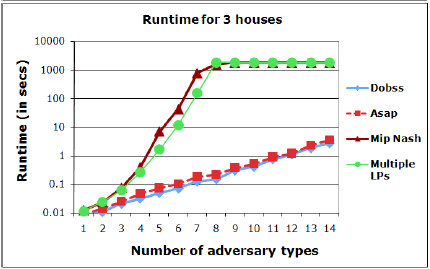 Runtime for 3 houses
Runtime (in secs)
10000
1000
100
10
1
0.1
0.01
1 2 3 4 5 6 7 8 9 10 11 12 13 14
Number of adversary types
Dobss
Asap
Mip Nash
Multiple
LPs